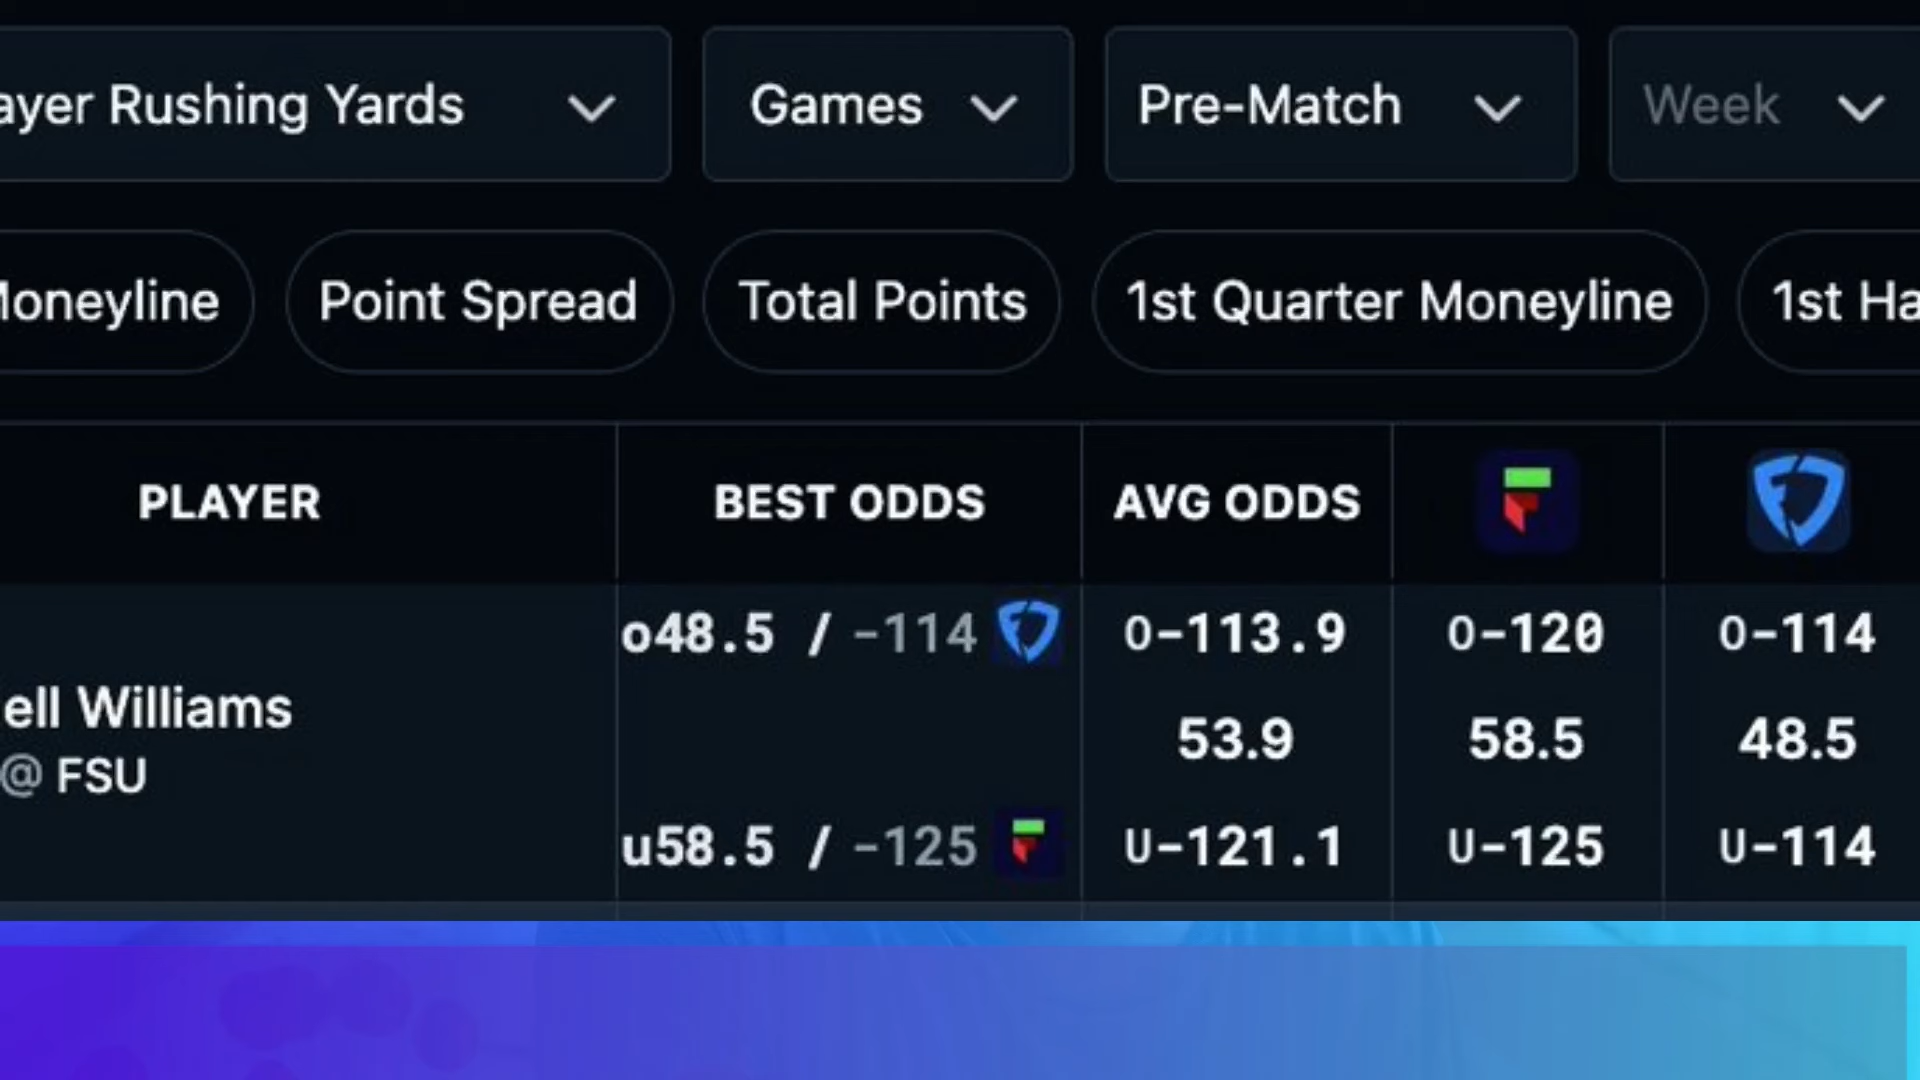 ayer Rushing Yards
Games
Pre-Match
Week
Moneyline
Point Spread
Total Points
1st Quarter Moneyline
1st Ha
PLAYER
BEST ODDS
AVG ODDS
o48.5 / -114
O-113.9
O-120
O-114
ell Williams
@ FSU
53.9
58.5
48.5
u58.5 / -125
U-121.1
U-125
U-114